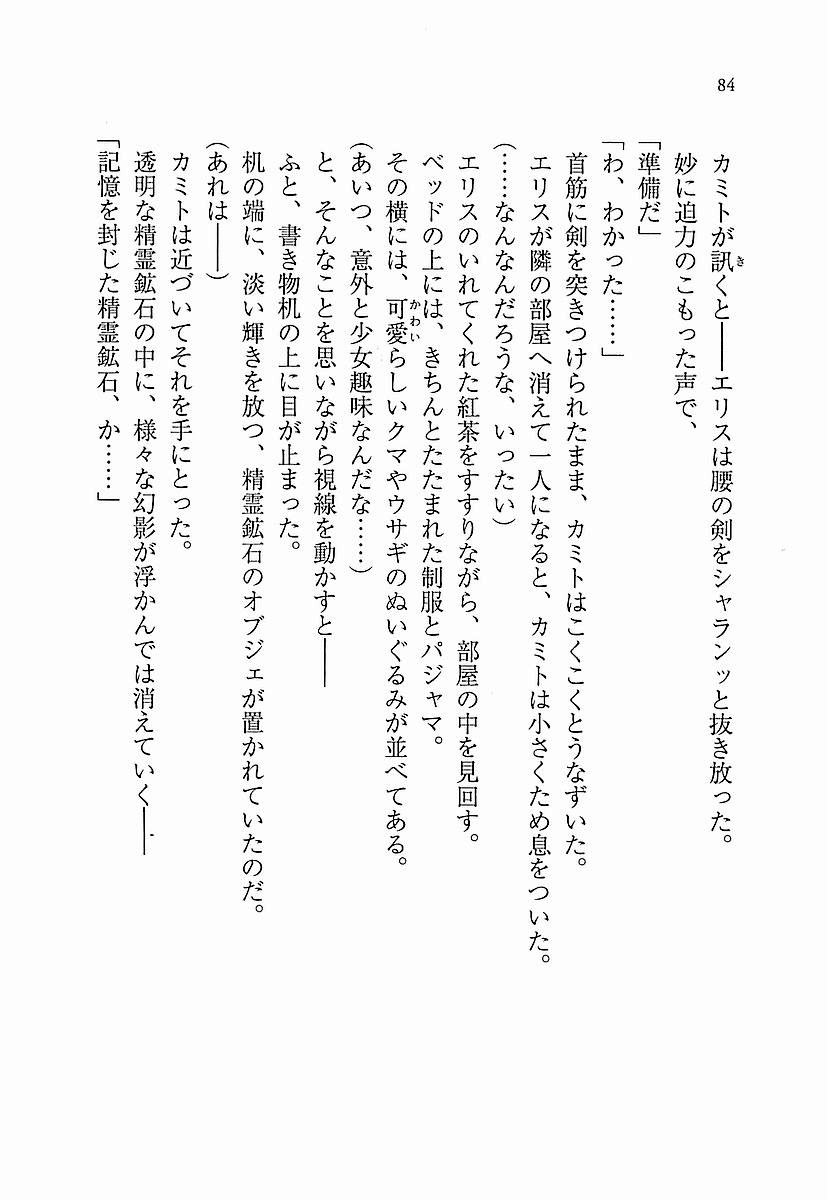 84
カミトが訊くと――エリスは腰の剣をシャランッと抜き放った。
妙に迫力のこもった声で、
「準備だ」
「わ、わかった……」
首筋に剣を突きつけられたまま、カミトはこくこくとうなずいた。
エリスが隣の部屋へ消えて一人になると、カミトは小さくため息をついた。
(……なんなんだろうな、いったい)
エリスのいれてくれた紅茶をすすりながら、部屋の中を見回す。
ベッドの上には、きちんとたたまれた制服とパジャマ。
その横には、可愛らしいクマやウサギのぬいぐるみが並べてある。
(あいつ、意外と少女趣味なんだな……)
と、そんなことを思いながら視線を動かすと――
ふと、書き物机の上に目が止まった。
机の端に、淡い輝きを放つ、精霊鉱石のオブジェが置かれていたのだ。
(あれは――)
カミトは近づいてそれを手にとった。
透明な精霊鉱石の中に、様々な幻影が浮かんでは消えていく――
「記憶を封じた精霊鉱石、か……」